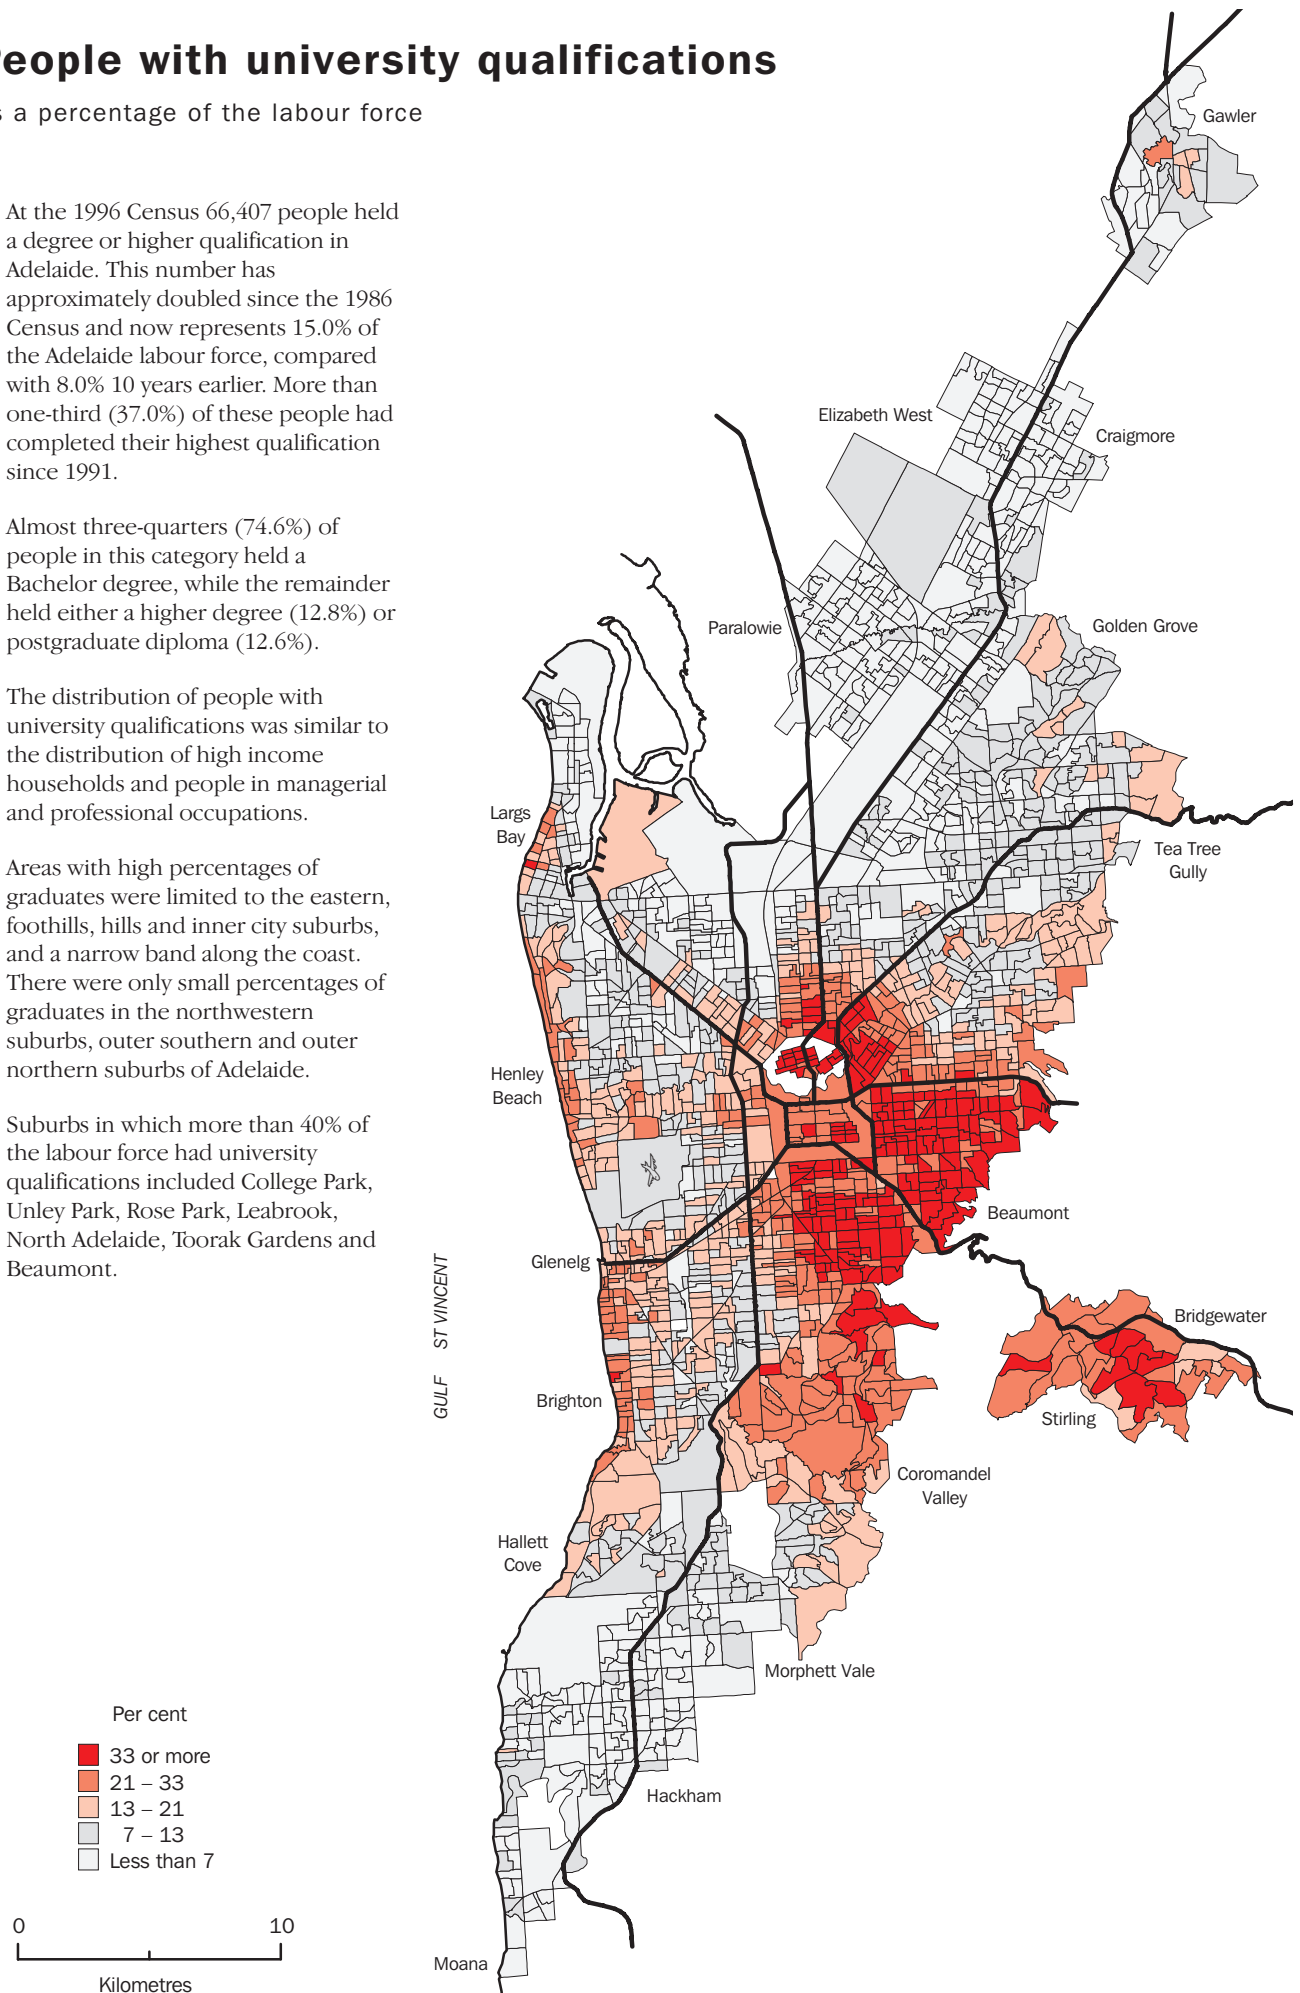 People with university qualifications
s a percentage of the labour force
At the 1996 Census 66,407 people held
a degree or higher qualification in
Adelaide. This number has
approximately doubled since the 1986
Census and now represents 15.0% of
the Adelaide labour force, compared
with 8.0% 10 years earlier. More than
one-third (37.0%) of these people had
completed their highest qualification
since 1991.
Almost three-quarters (74.6%) of
people in this category held a
Bachelor degree, while the remainder
held either a higher degree (12.8%) or
postgraduate diploma (12.6%).
The distribution of people with
university qualifications was similar to
the distribution of high income
households and people in managerial
and professional occupations.
Areas with high percentages of
graduates were limited to the eastern,
foothills, hills and inner city suburbs,
and a narrow band along the coast.
There were only small percentages of
graduates in the northwestern
suburbs, outer southern and outer
northern suburbs of Adelaide.
Suburbs in which more than 40% of
the labour force had university
qualifications included College Park,
Unley Park, Rose Park, Leabrook,
North Adelaide, Toorak Gardens and
Beaumont.
Gawler
Elizabeth West
Craigmore
Paralowie
Golden Grove
Largs
Bay
Tea Tree
Gully
Henley
Beach
Beaumont
Glenelg
GULF ST VINCENT
Bridgewater
Brighton
Stirling
Coromandel
Valley
Hallett
Cove
Morphett Vale
Hackham
Moana
Per cent
33 or more
21 – 33
13 – 21
7 – 13
Less than 7
0 10
Kilometres